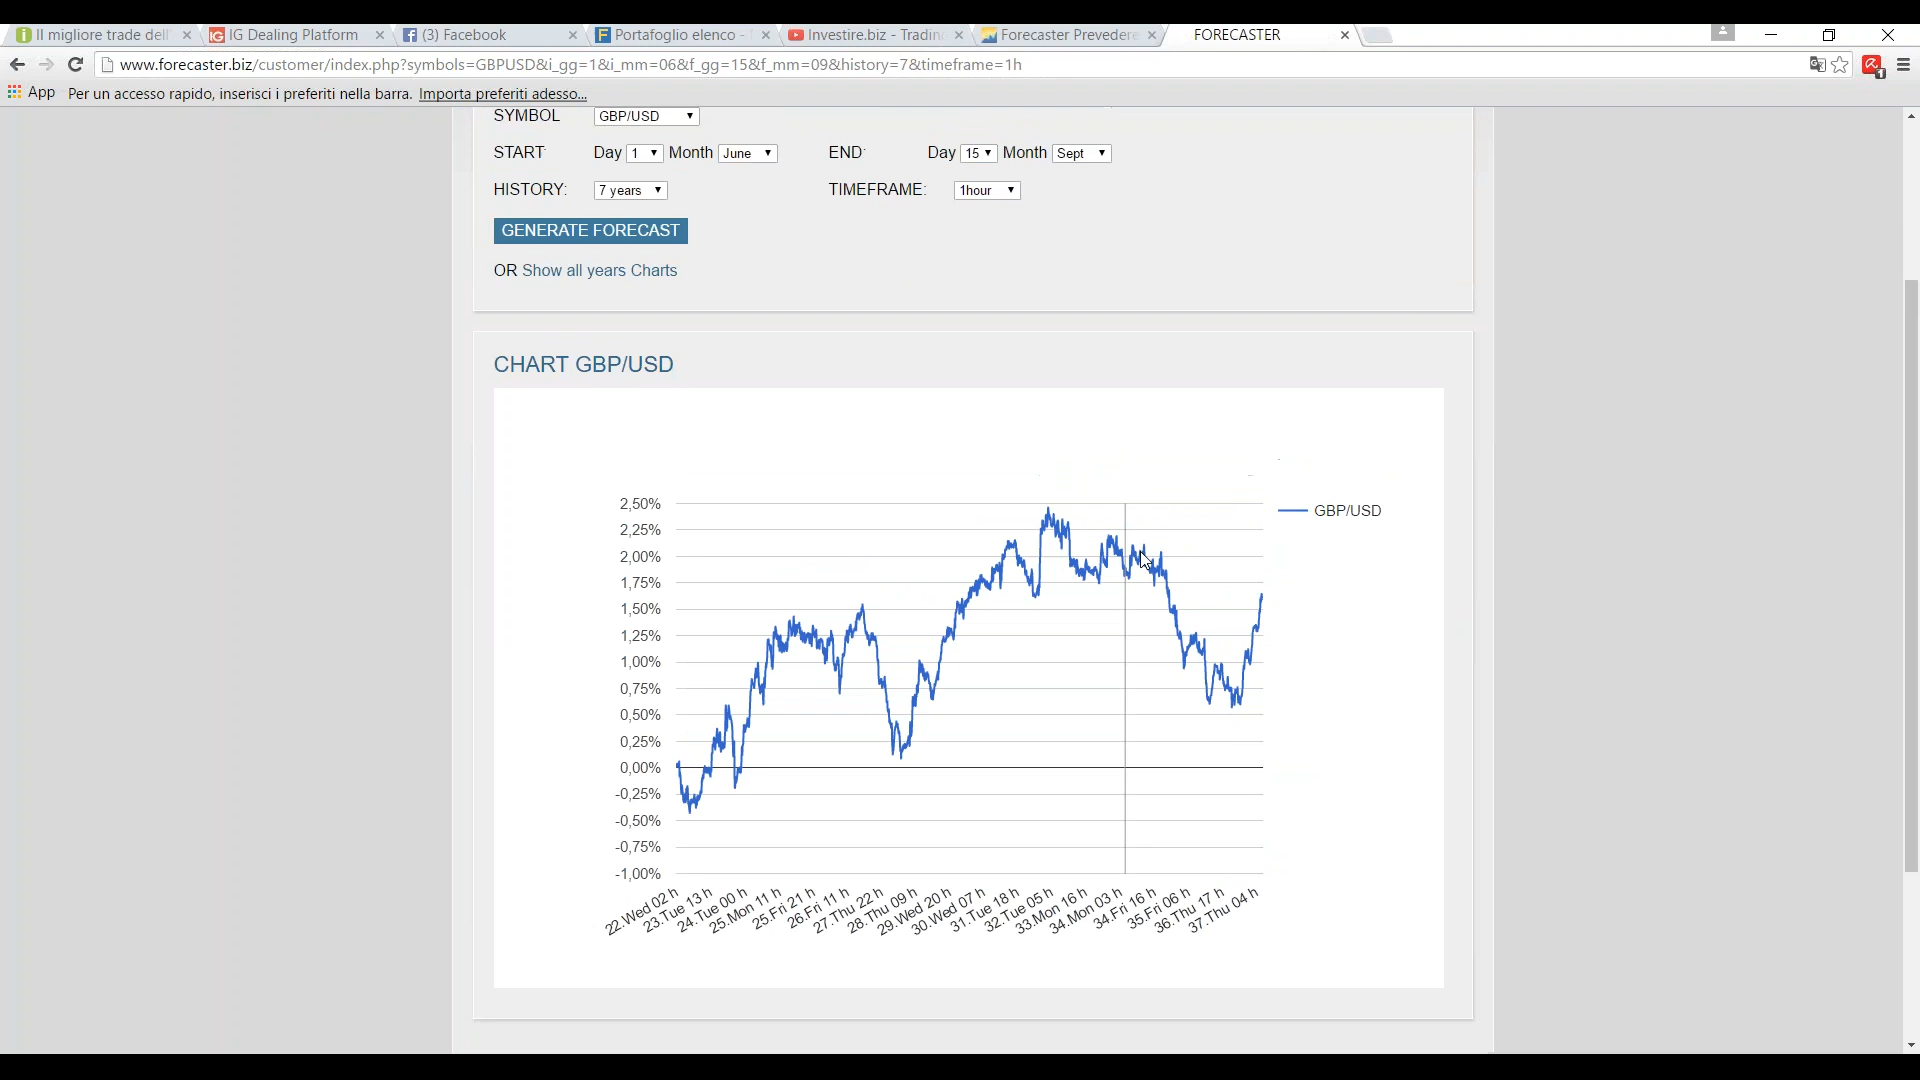 Il migliore trade dell
IG Dealing Platform
(3) Facebook
Portafoglio elenco -
Investire.biz - Tradin
Forecaster Prevedere
FORECASTER
www.forecaster.biz/customer/index.php?symbols=GBPUSD&i_gg=1&i_mm=06&f_gg=15&f_mm=09&history=7&timeframe=1h
App Per un accesso rapido, inserisci i preferiti nella barra. Importa preferiti adesso...
SYMBOL GBP/USD
START: Day 1 Month June END: Day 15 Month Sept
HISTORY: 7 years TIMEFRAME: 1hour
GENERATE FORECAST
OR Show all years Charts
CHART GBP/USD
2,50%
GBP/USD
2,25%
2,00%
1,75%
1,50%
1,25%
1,00%
0,75%
0,50%
0,25%
0,00%
-0,25%
-0,50%
-0,75%
-1,00%
22.Wed 02 h
23.Tue 13 h
24.Tue 00 h
25.Mon 11 h
25.Fri 21 h
26.Fri 11 h
27.Thu 22 h
28.Thu 09 h
29.Wed 20 h
30.Wed 07 h
31.Tue 18 h
32.Tue 05 h
33.Mon 16 h
34.Mon 03 h
34.Fri 16 h
35.Fri 06 h
36.Thu 17 h
37.Thu 04 h